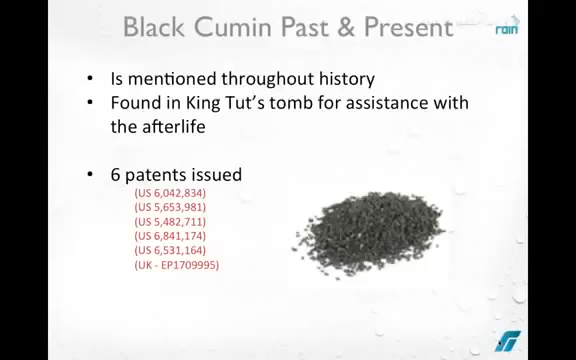 Black Cumin Past & Present
rain
• Is mentioned throughout history
• Found in King Tut's tomb for assistance with
the afterlife
• 6 patents issued
(US 6,042,834)
(US 5,653,981)
(US 5,482,711)
(US 6,841,174)
(US 6,531,164)
(UK - EP1709995)